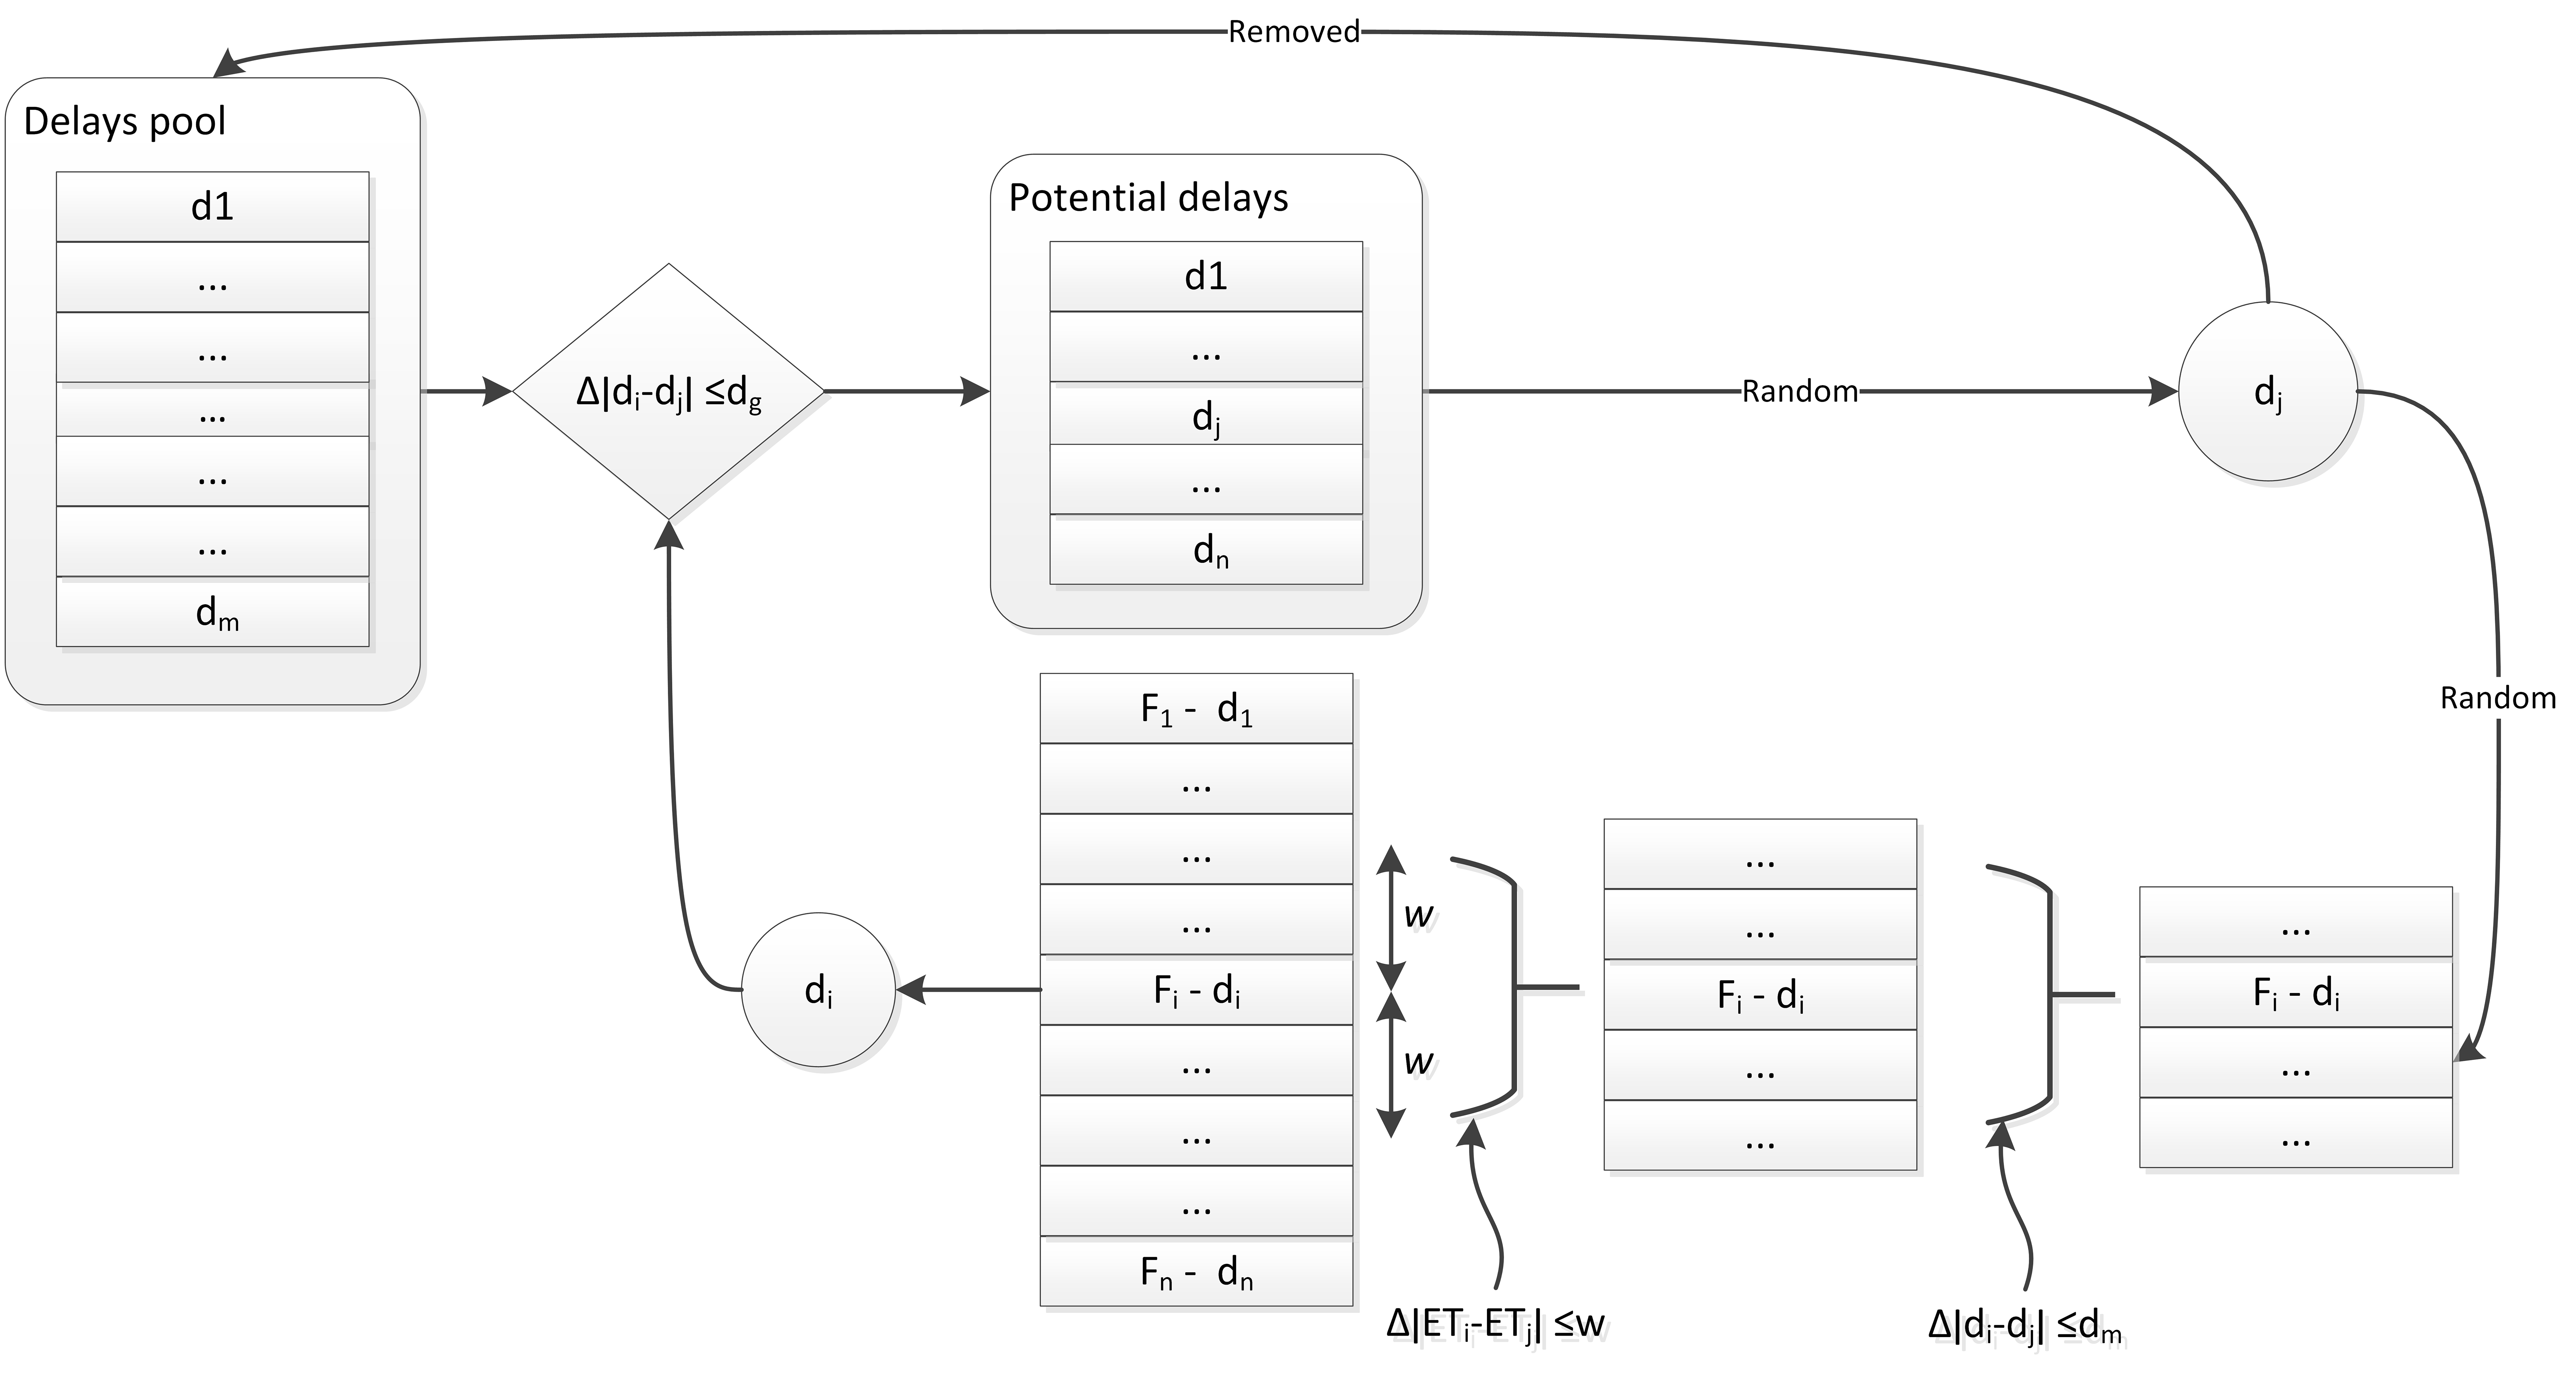 Removed
Delays pool
d1
...
...
...
...
...
dm
Δ|di-dj| ≤dg
Potential delays
d1
...
dj
...
dn
Random
dj
Random
F1 - d1
...
...
...
Fi - di
...
...
...
Fn - dn
di
w
w
Δ|ETi-ETj| ≤w
...
...
Fi - di
...
...
Δ|di-dj| ≤dm
...
Fi - di
...
...